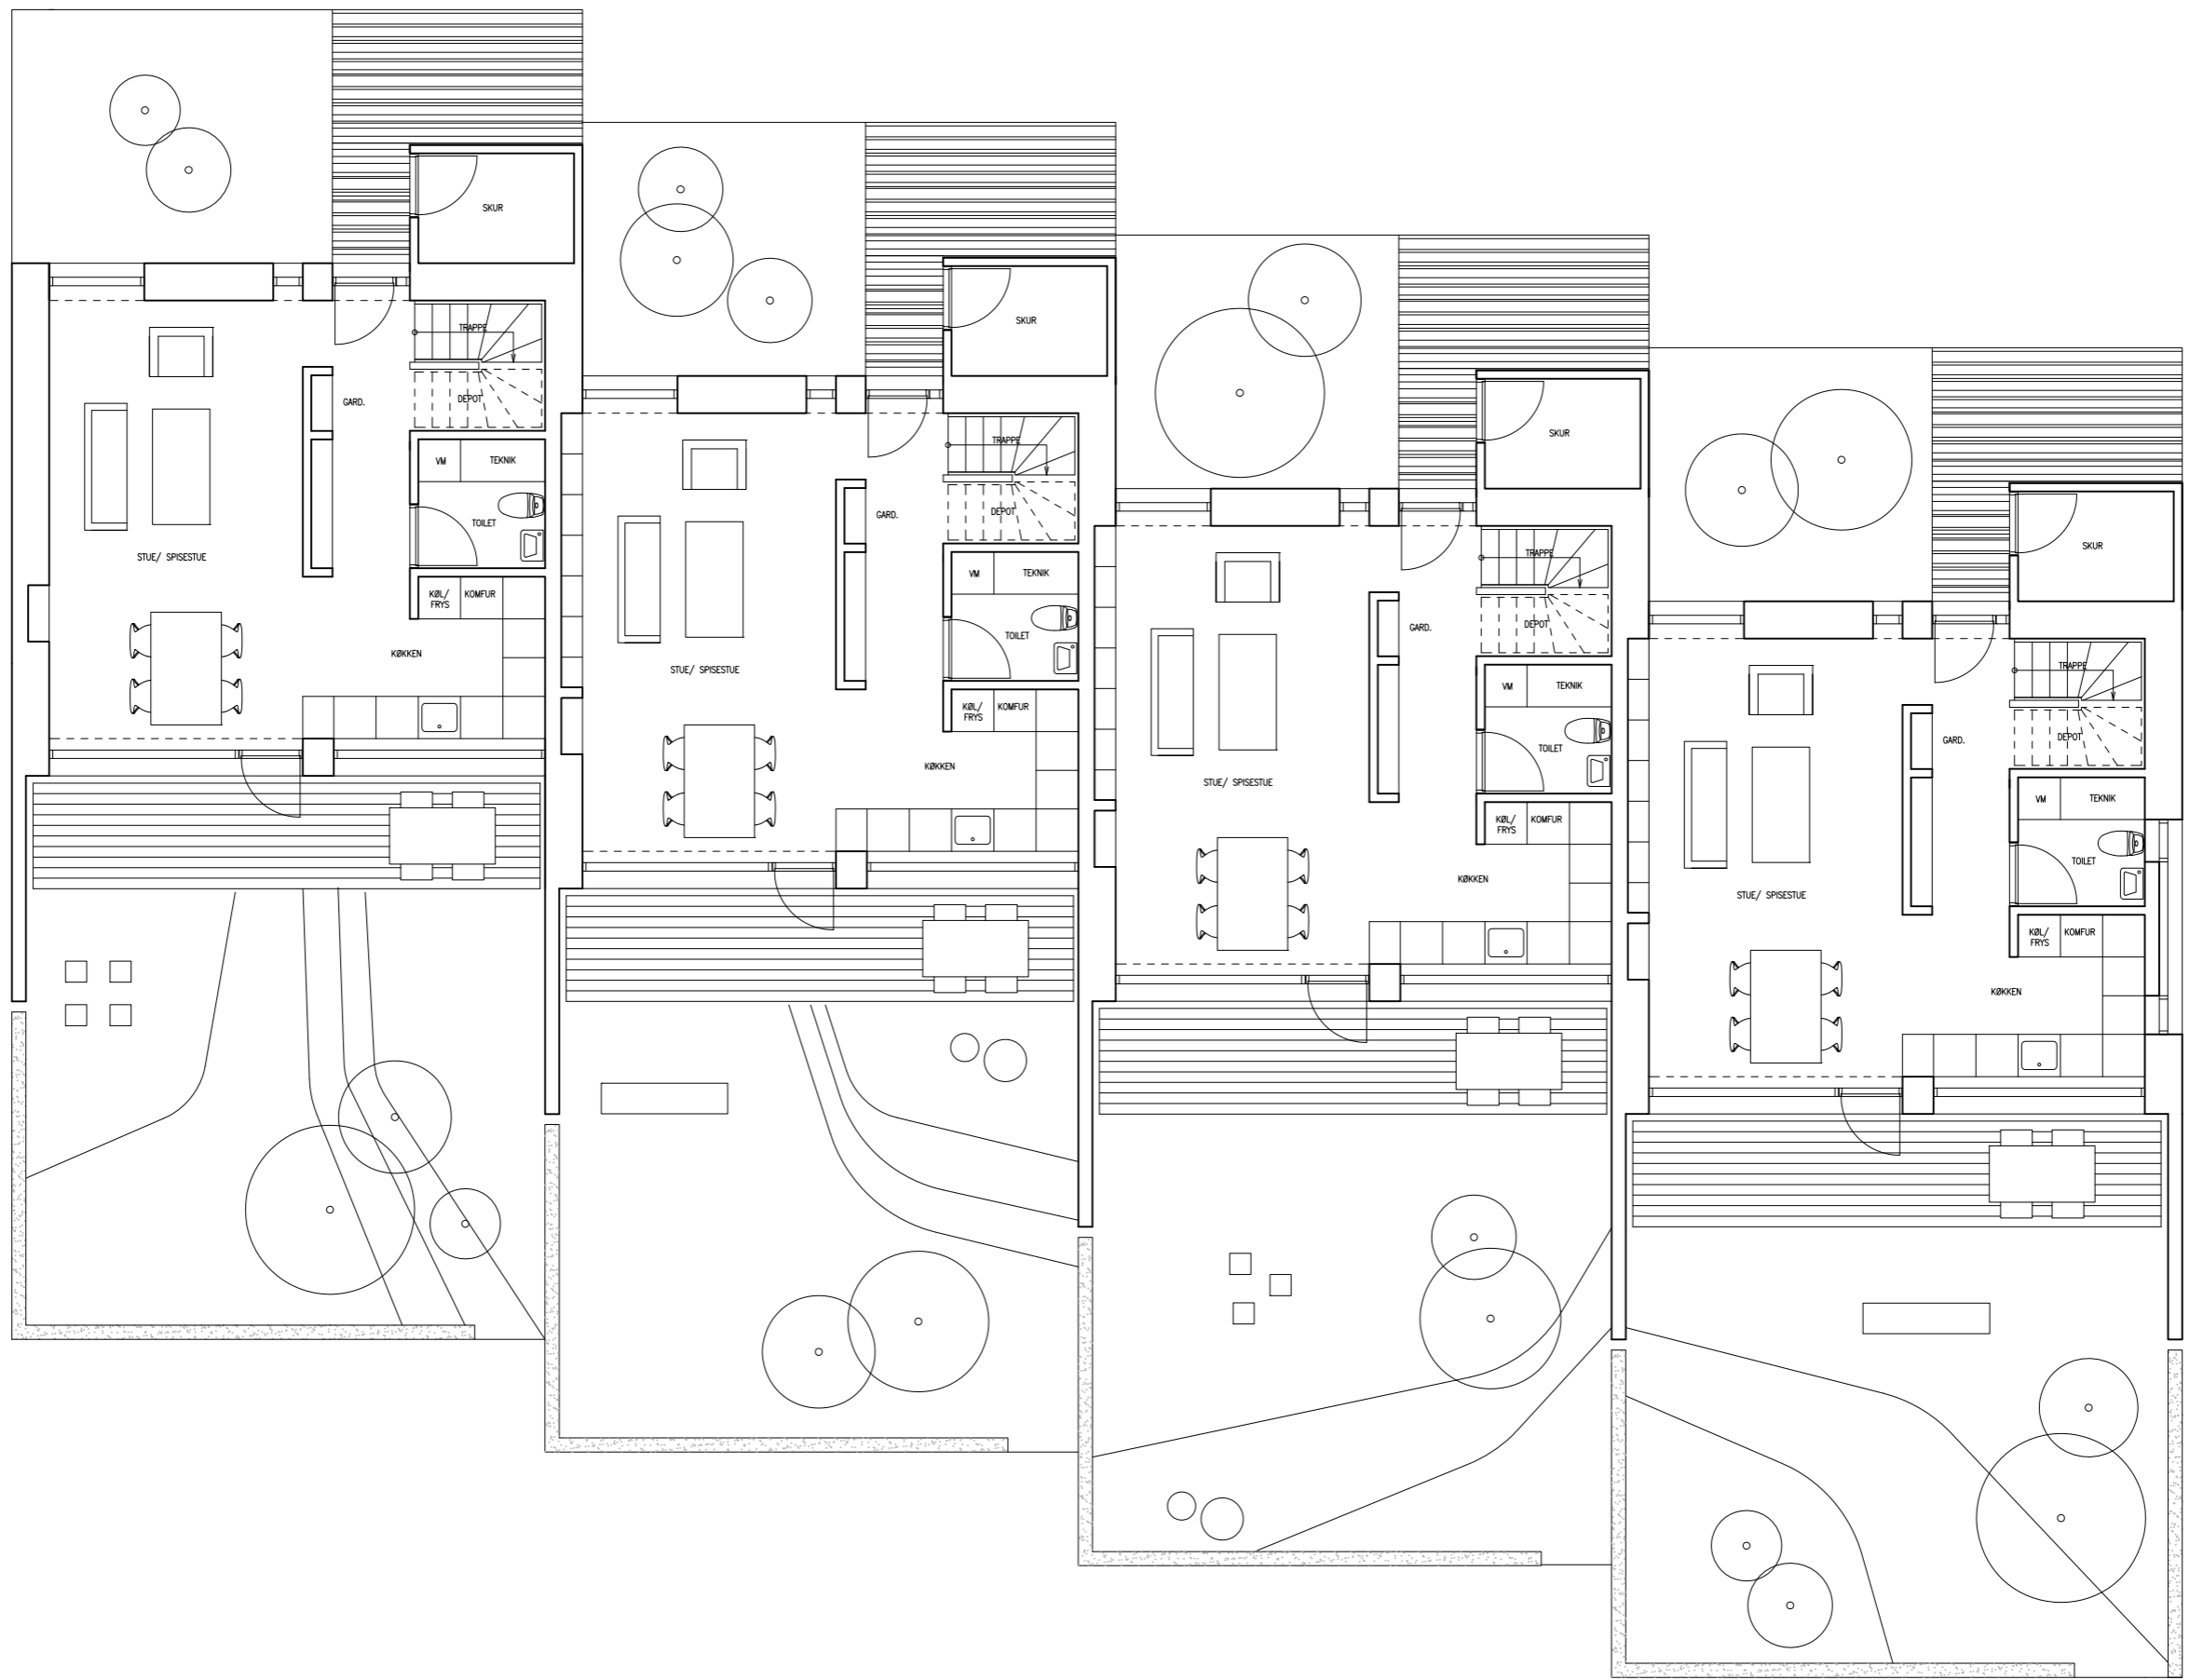 SKUR
TRAPPE
GARD.
DEPOT
VM
TEKNIK
TOILET
STUE/ SPISESTUE
KØL/
FRYS
KOMFUR
KØKKEN
SKUR
TRAPPE
GARD.
DEPOT
VM
TEKNIK
TOILET
STUE/ SPISESTUE
KØL/
FRYS
KOMFUR
KØKKEN
SKUR
TRAPPE
GARD.
DEPOT
VM
TEKNIK
TOILET
STUE/ SPISESTUE
KØL/
FRYS
KOMFUR
KØKKEN
SKUR
TRAPPE
GARD.
DEPOT
VM
TEKNIK
TOILET
STUE/ SPISESTUE
KØL/
FRYS
KOMFUR
KØKKEN